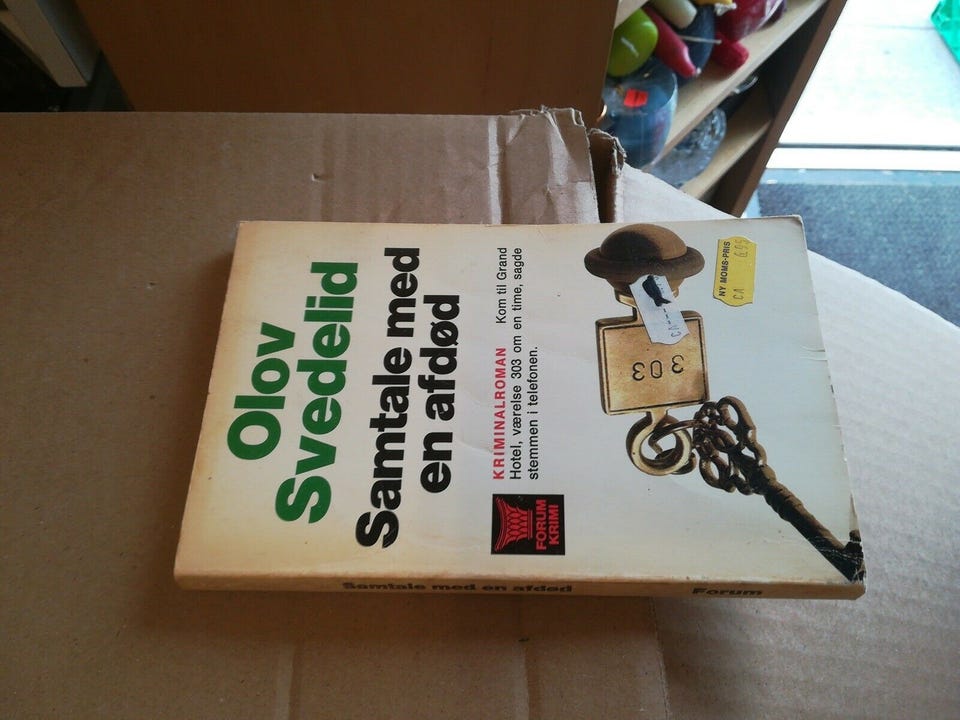 Olov
Svedelid
Samtale med
en afdød
KRIMINALROMAN Kom til Grand
Hotel, værelse 303 om en time, sagde
stemmen i telefonen.
FORUM
KRIMI
303
NY MOMS-PRIS
CA
Samtale med en afdød Forum